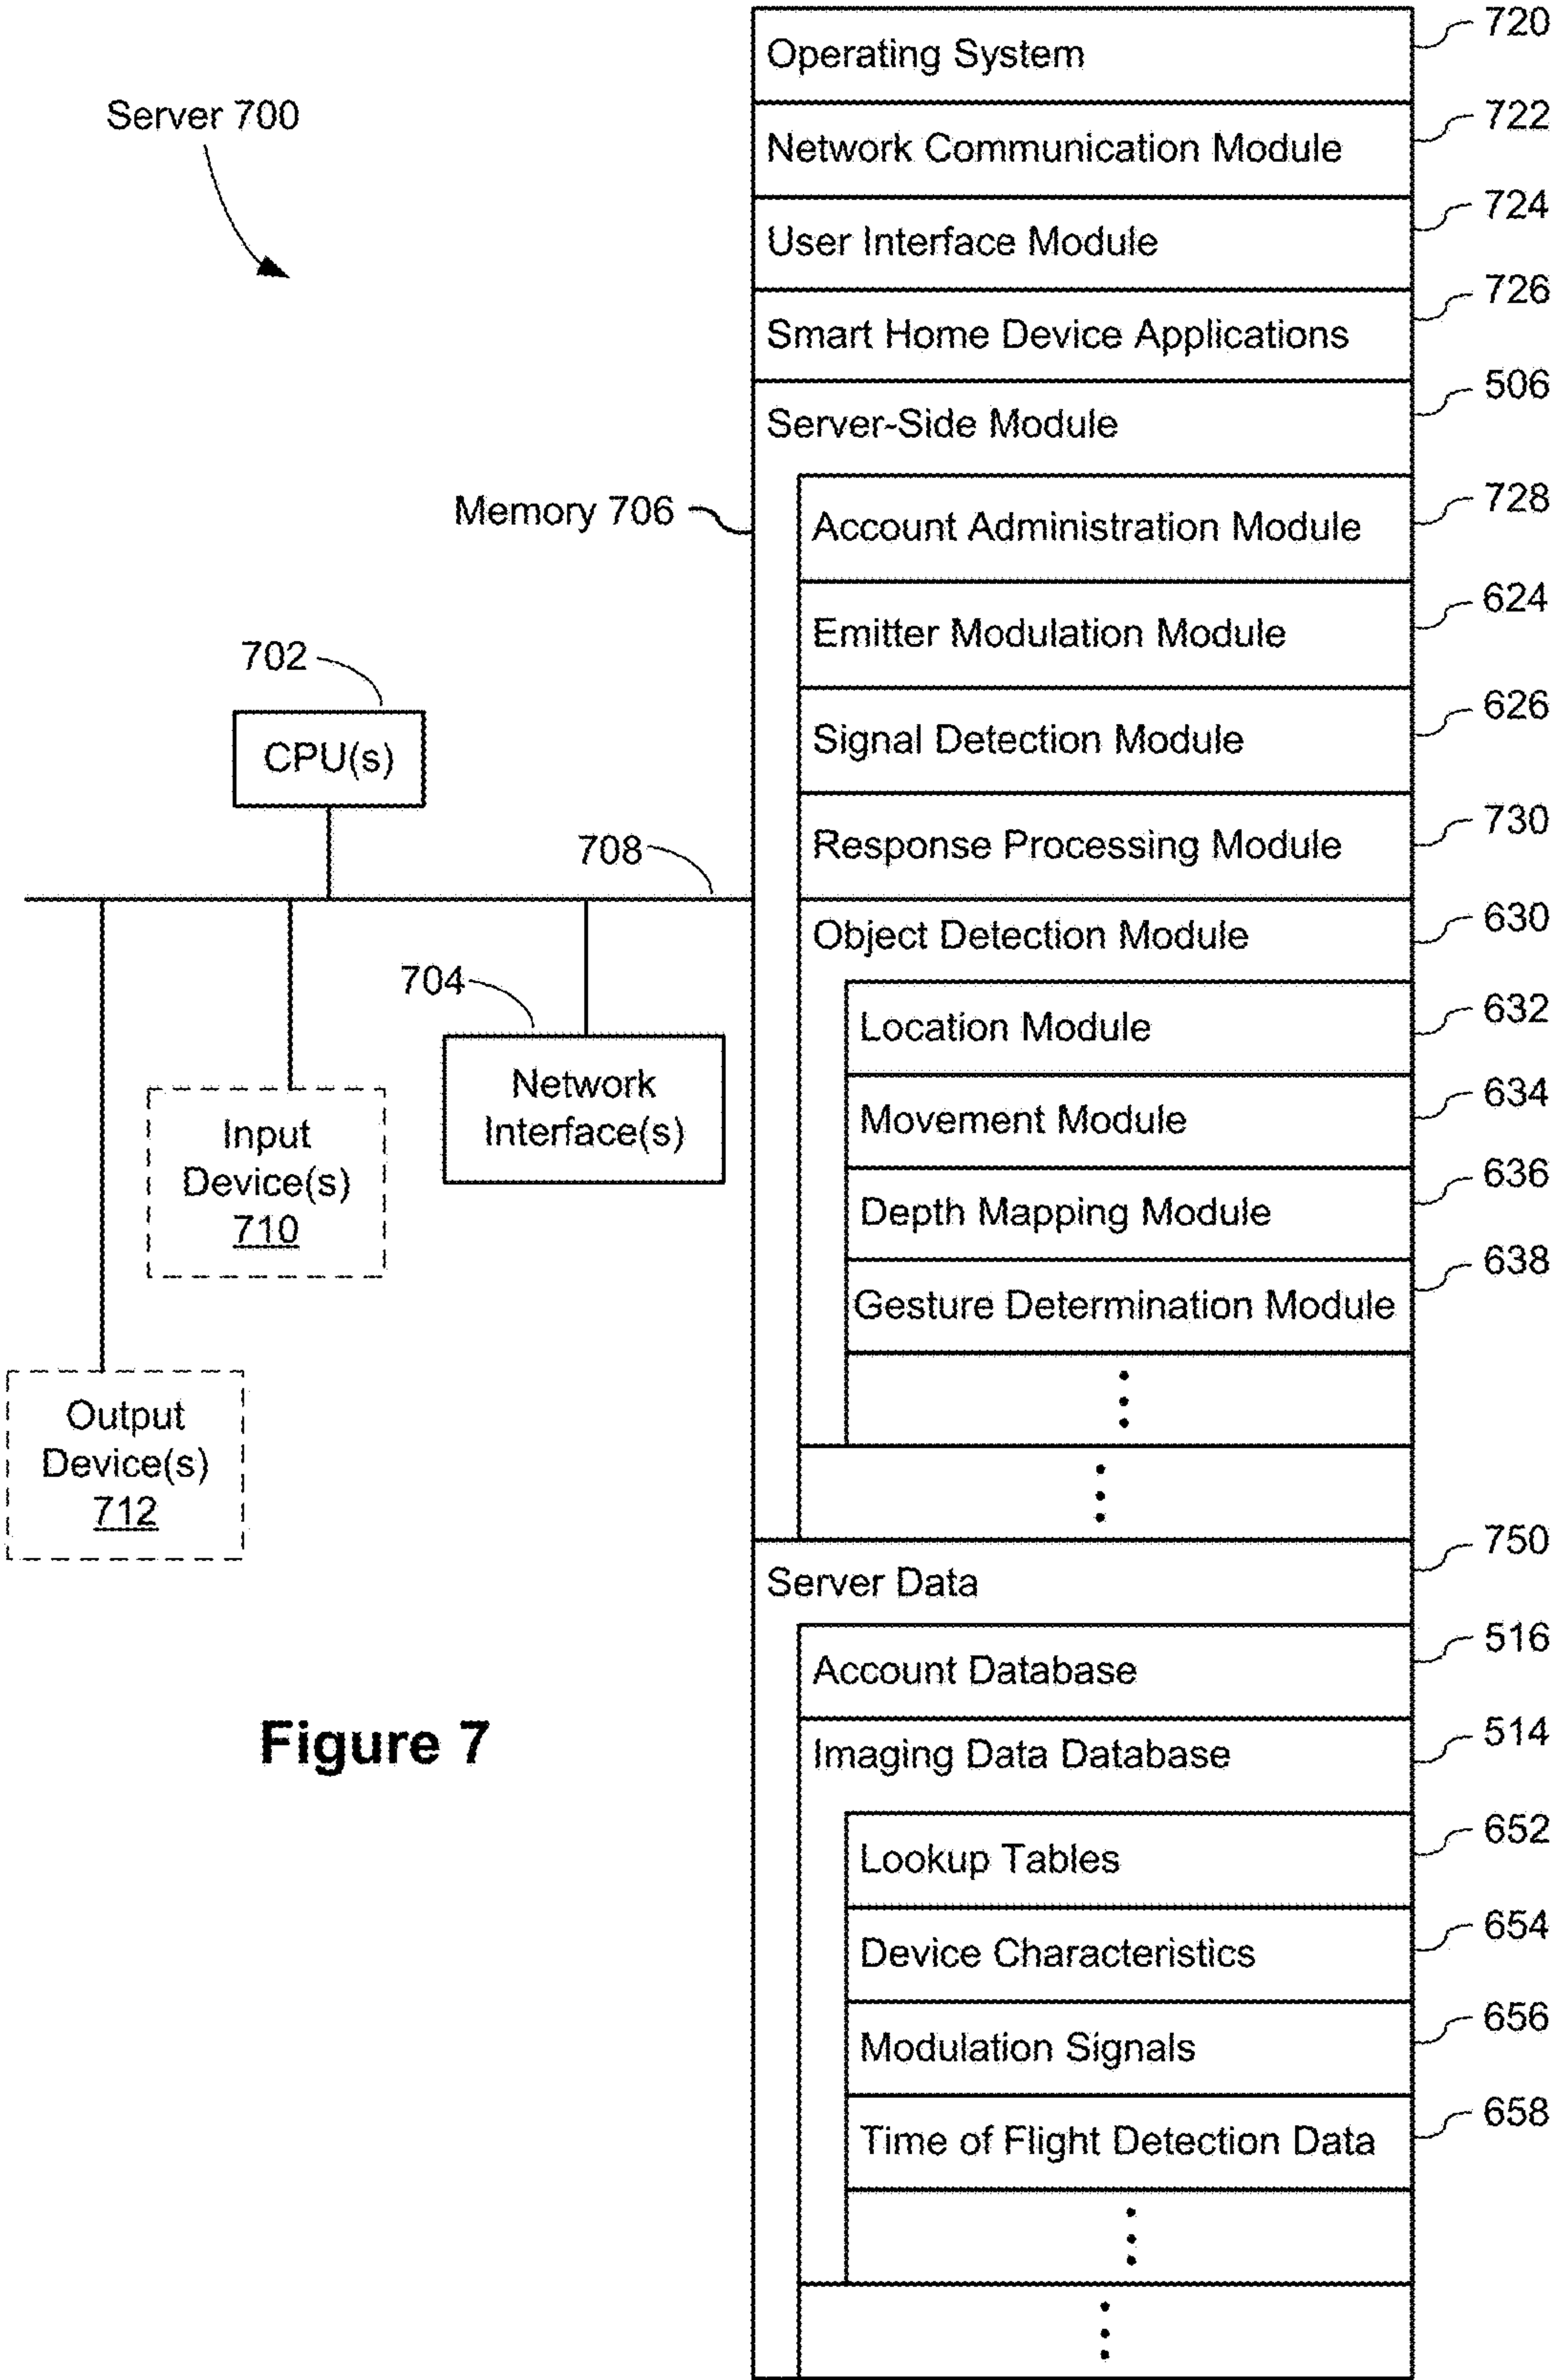 Server 700
Operating System
720
Network Communication Module
722
User Interface Module
724
Smart Home Device Applications
726
Server-Side Module
506
Memory 706
Account Administration Module
728
Emitter Modulation Module
624
Signal Detection Module
626
Response Processing Module
730
Object Detection Module
630
Location Module
632
Movement Module
634
Depth Mapping Module
636
Gesture Determination Module
638
702
CPU(s)
708
704
Network
Interface(s)
Input
Device(s)
710
Output
Device(s)
712
Server Data
750
Account Database
516
Imaging Data Database
514
Lookup Tables
652
Device Characteristics
654
Modulation Signals
656
Time of Flight Detection Data
658
Figure 7